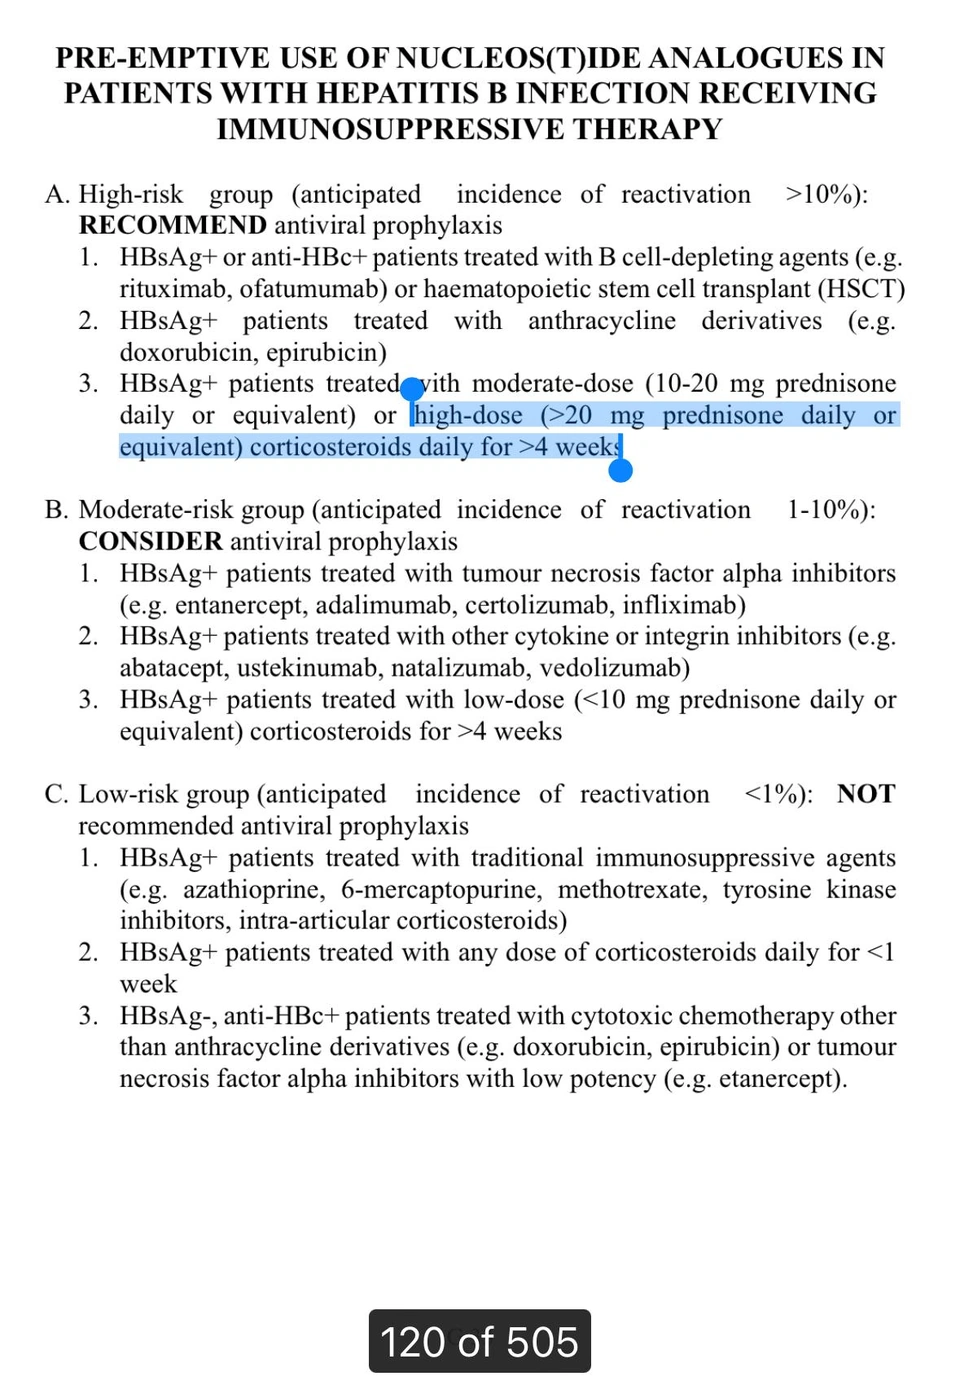 PRE-EMPTIVE USE OF NUCLEOS(T)IDE ANALOGUES IN
PATIENTS WITH HEPATITIS B INFECTION RECEIVING
IMMUNOSUPPRESSIVE THERAPY
A. High-risk group (anticipated incidence of reactivation >10%):
RECOMMEND antiviral prophylaxis
1. HBsAg+ or anti-HBc+ patients treated with B cell-depleting agents (e.g.
rituximab, ofatumumab) or haematopoietic stem cell transplant (HSCT)
2. HBsAg+ patients treated with anthracycline derivatives (e.g.
doxorubicin, epirubicin)
3. HBsAg+ patients treated with moderate-dose (10-20 mg prednisone
daily or equivalent) or high-dose (>20 mg prednisone daily or
equivalent) corticosteroids daily for >4 weeks
B. Moderate-risk group (anticipated incidence of reactivation 1-10%):
CONSIDER antiviral prophylaxis
1. HBsAg+ patients treated with tumour necrosis factor alpha inhibitors
(e.g. entanercept, adalimumab, certolizumab, infliximab)
2. HBsAg+ patients treated with other cytokine or integrin inhibitors (e.g.
abatacept, ustekinumab, natalizumab, vedolizumab)
3. HBsAg+ patients treated with low-dose (<10 mg prednisone daily or
equivalent) corticosteroids for >4 weeks
C. Low-risk group (anticipated incidence of reactivation <1%): NOT
recommended antiviral prophylaxis
1. HBsAg+ patients treated with traditional immunosuppressive agents
(e.g. azathioprine, 6-mercaptopurine, methotrexate, tyrosine kinase
inhibitors, intra-articular corticosteroids)
2. HBsAg+ patients treated with any dose of corticosteroids daily for <1
week
3. HBsAg-, anti-HBc+ patients treated with cytotoxic chemotherapy other
than anthracycline derivatives (e.g. doxorubicin, epirubicin) or tumour
necrosis factor alpha inhibitors with low potency (e.g. etanercept).
120 of 505